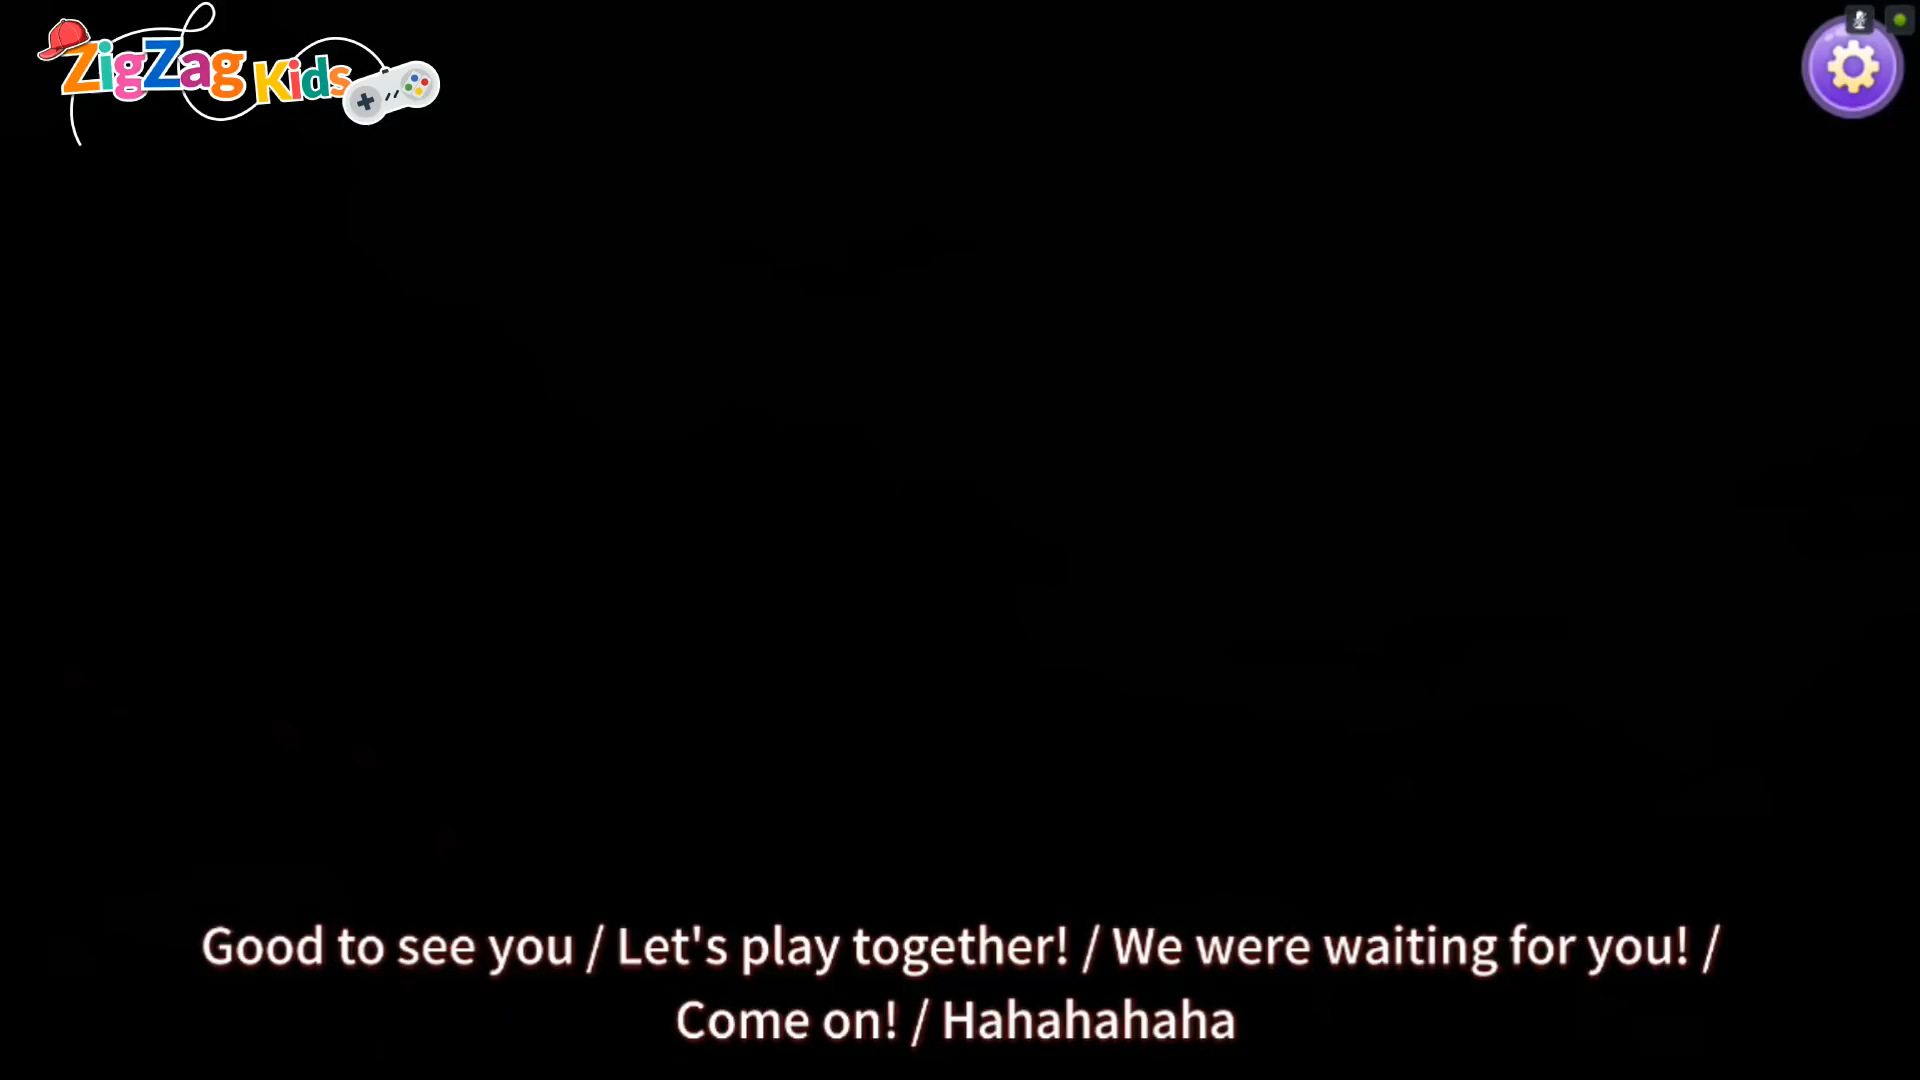 ZigZag Kids
Good to see you / Let's play together! / We were waiting for you! /
Come on! / Hahahahaha